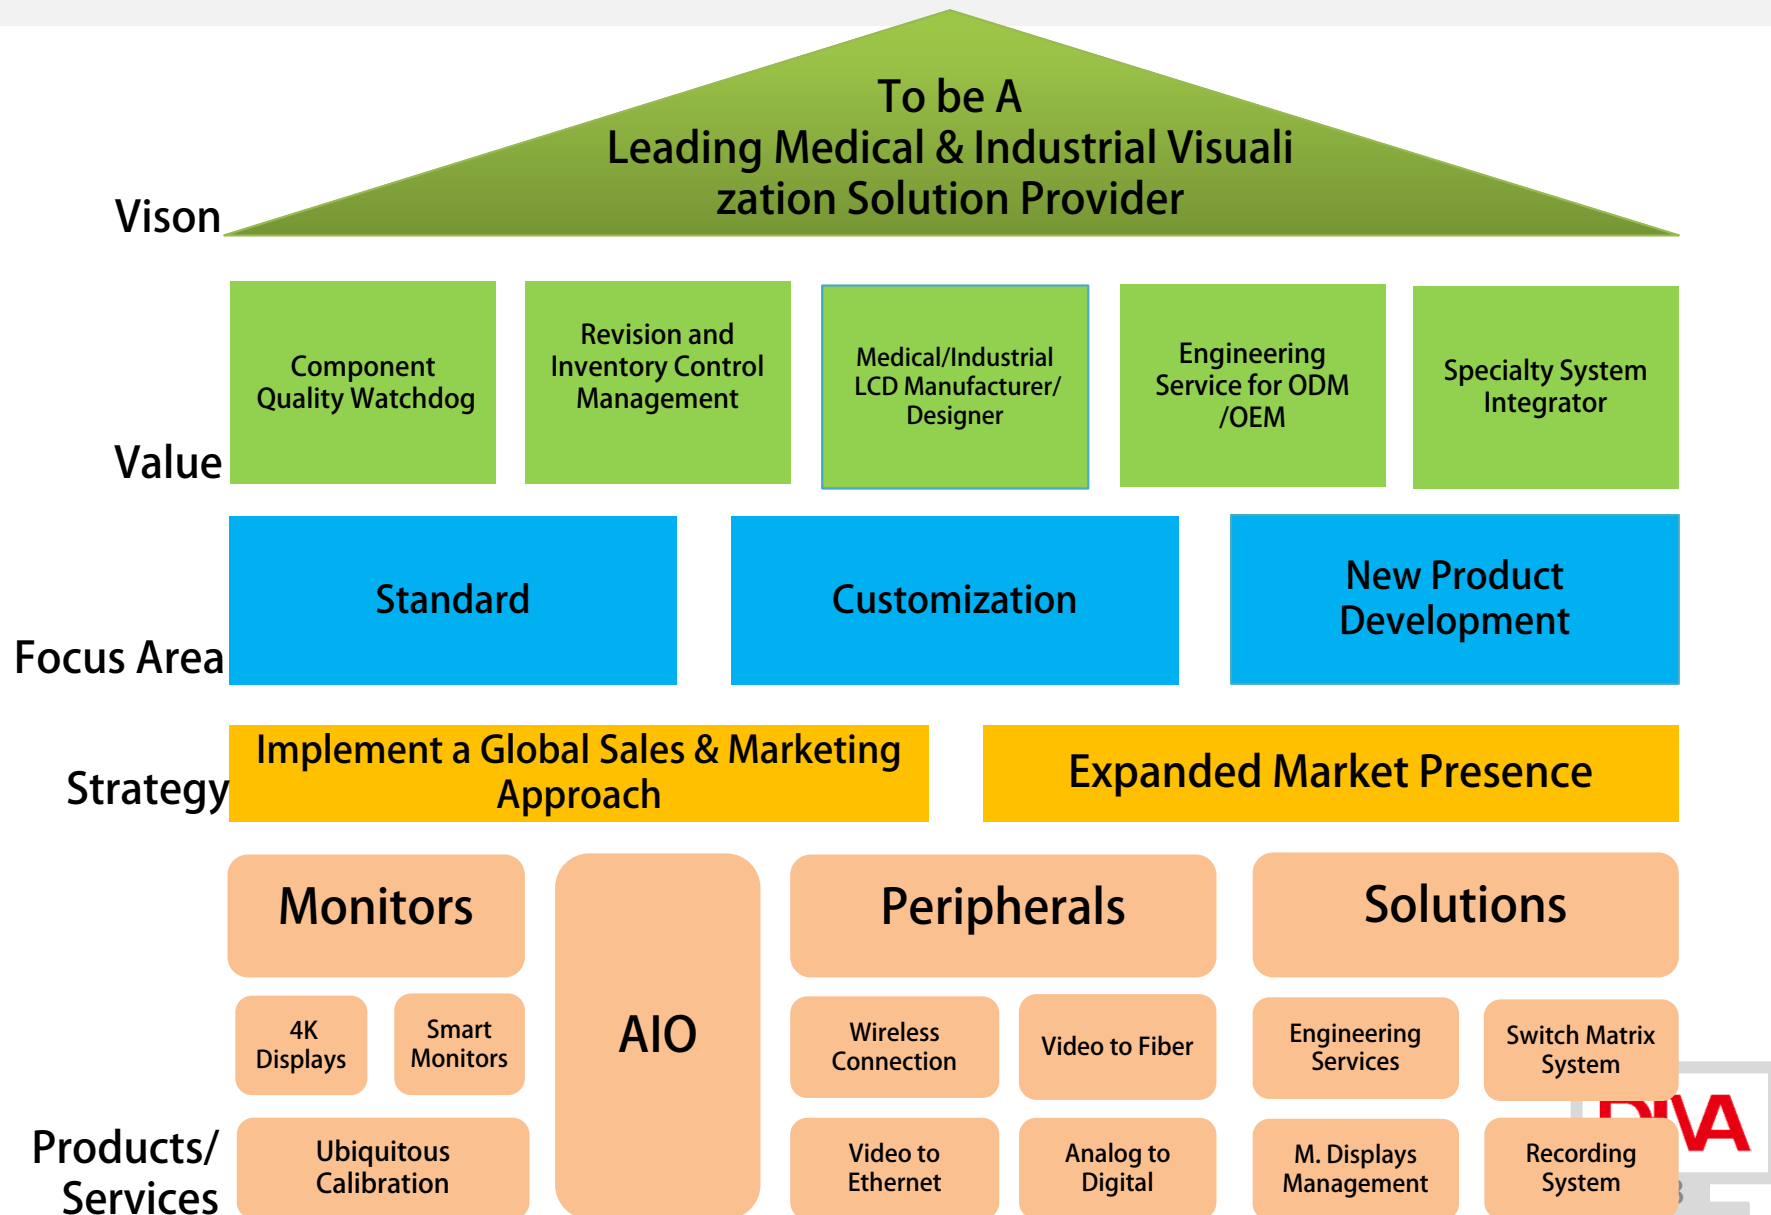 To be A
Leading Medical & Industrial Visuali
zation Solution Provider
Vison
Component
Quality Watchdog
Revision and
Inventory Control
Management
Medical/Industrial
LCD Manufacturer/
Designer
Engineering
Service for ODM
/OEM
Specialty System
Integrator
Value
Standard
Customization
New Product
Development
Focus Area
Implement a Global Sales & Marketing
Approach
Expanded Market Presence
Strategy
Monitors
AIO
Peripherals
Solutions
4K
Displays
Smart
Monitors
Wireless
Connection
Video to Fiber
Engineering
Services
Switch Matrix
System
Products/
Services
Ubiquitous
Calibration
Video to
Ethernet
Analog to
Digital
M. Displays
Management
Recording
System